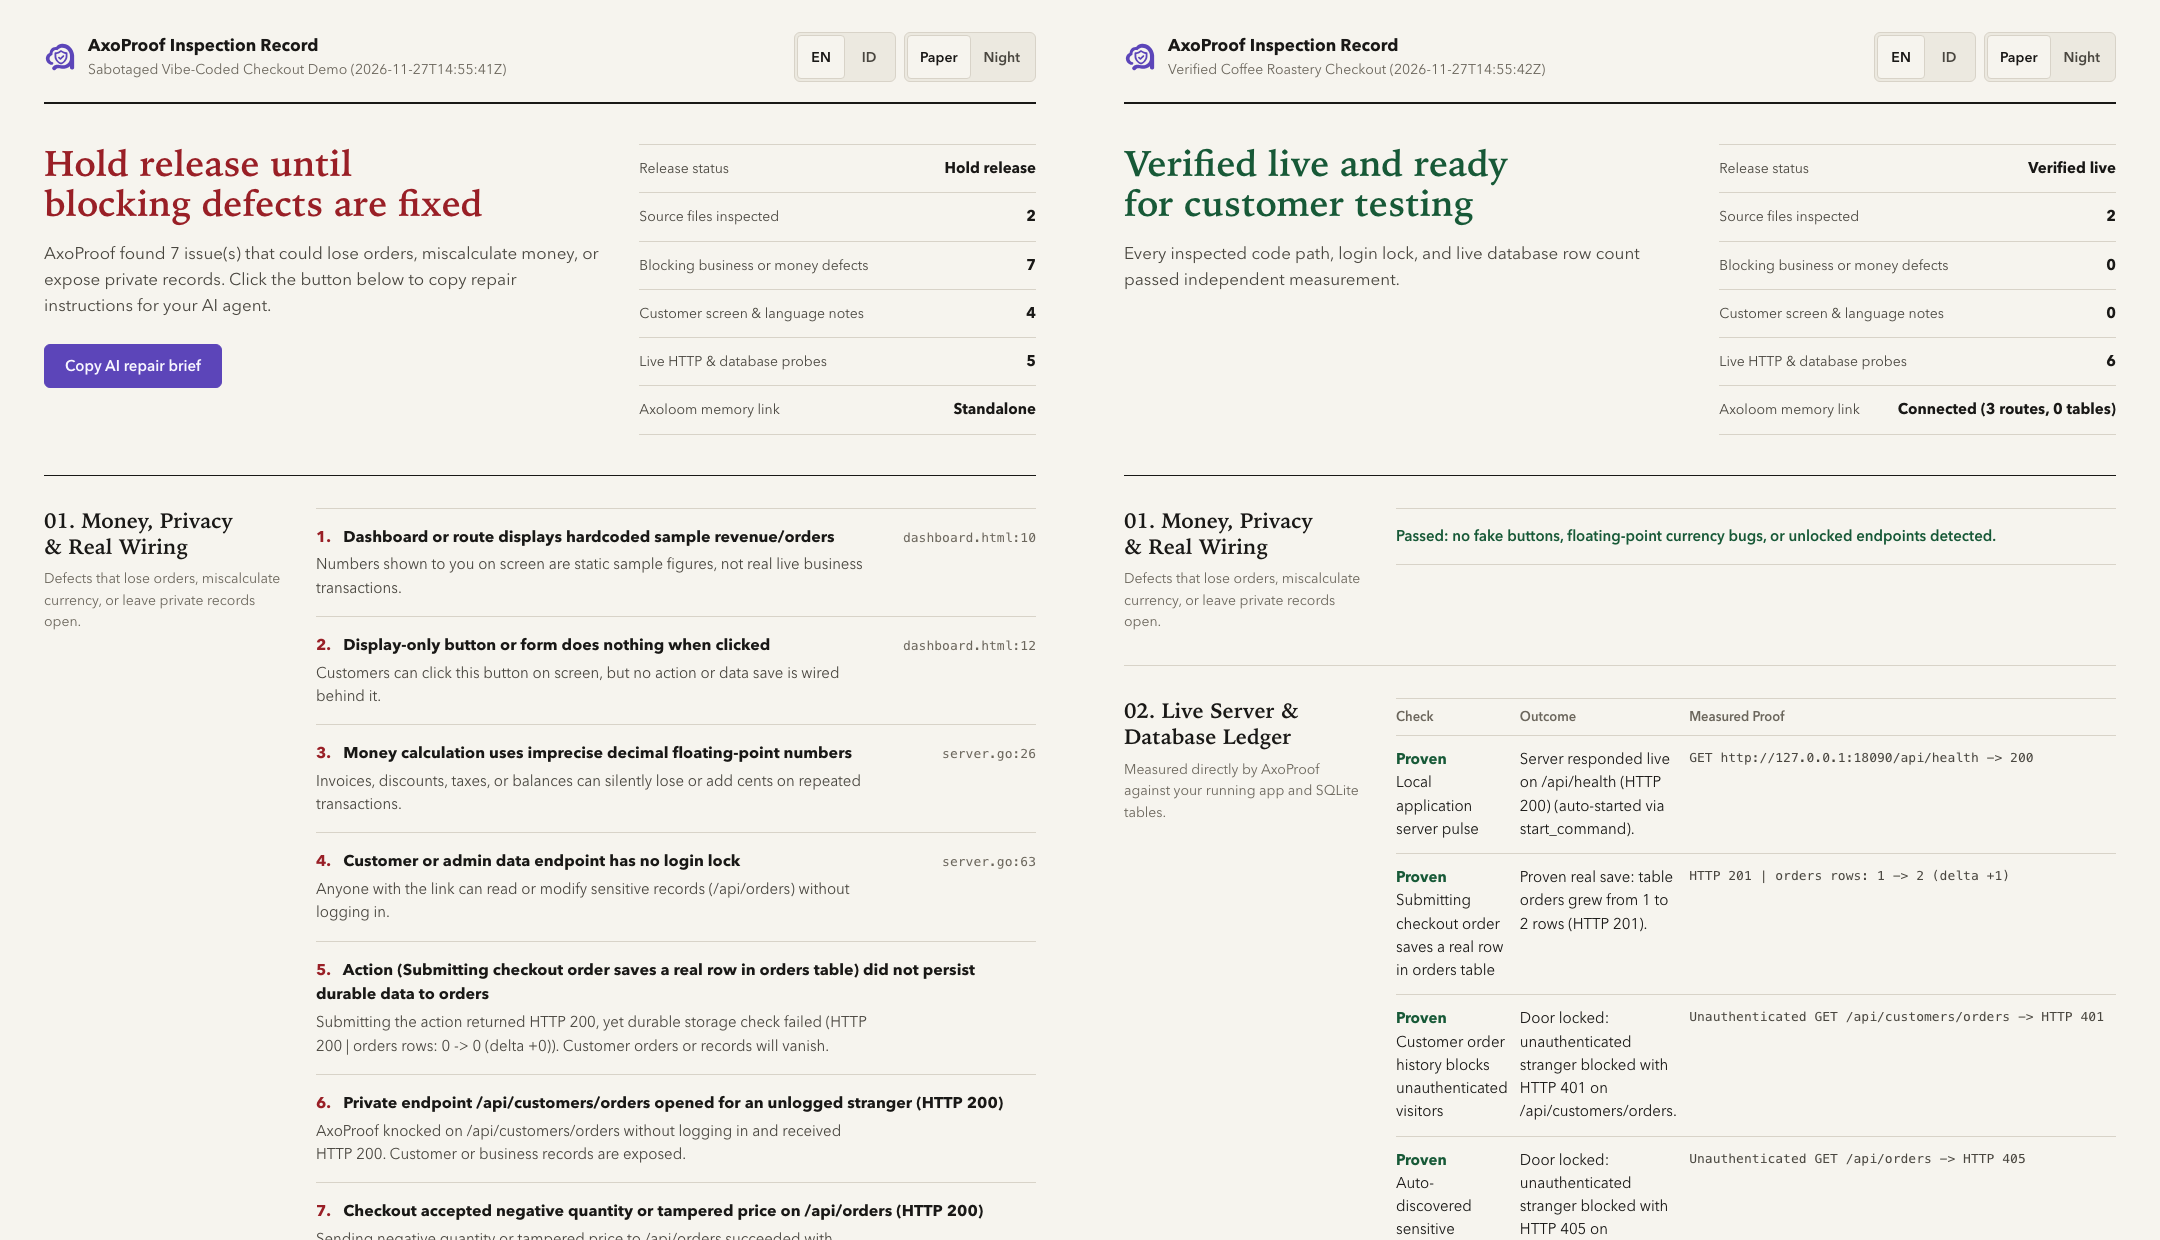 AxoProof Inspection Record
Sabotaged Vibe-Coded Checkout Demo (2026-11-27T14:55:41Z)
EN
ID
Paper
Night
Hold release until
blocking defects are fixed
AxoProof found 7 issue(s) that could lose orders, miscalculate money, or
expose private records. Click the button below to copy repair
instructions for your AI agent.
Copy AI repair brief
Release status Hold release
Source files inspected 2
Blocking business or money defects 7
Customer screen & language notes 4
Live HTTP & database probes 5
Axoloom memory link Standalone
01. Money, Privacy
& Real Wiring
Defects that lose orders, miscalculate
currency, or leave private records
open.
1. Dashboard or route displays hardcoded sample revenue/orders dashboard.html:10
Numbers shown to you on screen are static sample figures, not real live business
transactions.
2. Display-only button or form does nothing when clicked dashboard.html:12
Customers can click this button on screen, but no action or data save is wired
behind it.
3. Money calculation uses imprecise decimal floating-point numbers server.go:26
Invoices, discounts, taxes, or balances can silently lose or add cents on repeated
transactions.
4. Customer or admin data endpoint has no login lock server.go:63
Anyone with the link can read or modify sensitive records (/api/orders) without
logging in.
5. Action (Submitting checkout order saves a real row in orders table) did not persist
durable data to orders
Submitting the action returned HTTP 200, yet durable storage check failed (HTTP
200 | orders rows: 0 -> 0 (delta +0)). Customer orders or records will vanish.
6. Private endpoint /api/customers/orders opened for an unlogged stranger (HTTP 200)
AxoProof knocked on /api/customers/orders without logging in and received
HTTP 200. Customer or business records are exposed.
7. Checkout accepted negative quantity or tampered price on /api/orders (HTTP 200)
Sending negative quantity or tampered price to /api/orders succeeded with
AxoProof Inspection Record
Verified Coffee Roastery Checkout (2026-11-27T14:55:42Z)
EN
ID
Paper
Night
Verified live and ready
for customer testing
Every inspected code path, login lock, and live database row count
passed independent measurement.
Release status Verified live
Source files inspected 2
Blocking business or money defects 0
Customer screen & language notes 0
Live HTTP & database probes 6
Axoloom memory link Connected (3 routes, 0 tables)
01. Money, Privacy
& Real Wiring
Defects that lose orders, miscalculate
currency, or leave private records
open.
Passed: no fake buttons, floating-point currency bugs, or unlocked endpoints detected.
02. Live Server &
Database Ledger
Measured directly by AxoProof
against your running app and SQLite
tables.
Check Outcome Measured Proof
Proven
Local
application
server pulse
Server responded live
on /api/health (HTTP
200) (auto-started via
start_command).
GET http://127.0.0.1:18090/api/health -> 200
Proven
Submitting
checkout order
saves a real row
in orders table
Proven real save: table
orders grew from 1 to
2 rows (HTTP 201).
HTTP 201 | orders rows: 1 -> 2 (delta +1)
Proven
Customer order
history blocks
unauthenticated
visitors
Door locked:
unauthenticated
stranger blocked with
HTTP 401 on
/api/customers/orders.
Unauthenticated GET /api/customers/orders -> HTTP 401
Proven
Auto-
discovered
sensitive
Door locked:
unauthenticated
stranger blocked with
HTTP 405 on
Unauthenticated GET /api/orders -> HTTP 405